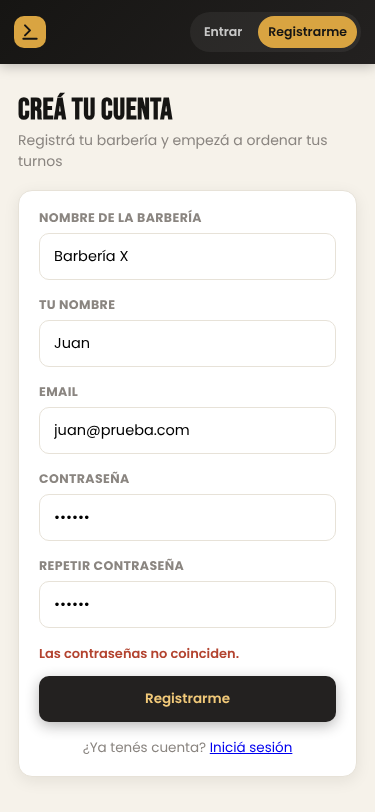 Entrar
Registrarme
CREÁ TU CUENTA
Registrá tu barbería y empezá a ordenar tus
turnos
NOMBRE DE LA BARBERÍA
Barbería X
TU NOMBRE
Juan
EMAIL
juan@prueba.com
CONTRASEÑA
••••••
REPETIR CONTRASEÑA
••••••
Las contraseñas no coinciden.
Registrarme
¿Ya tenés cuenta? Iniciá sesión